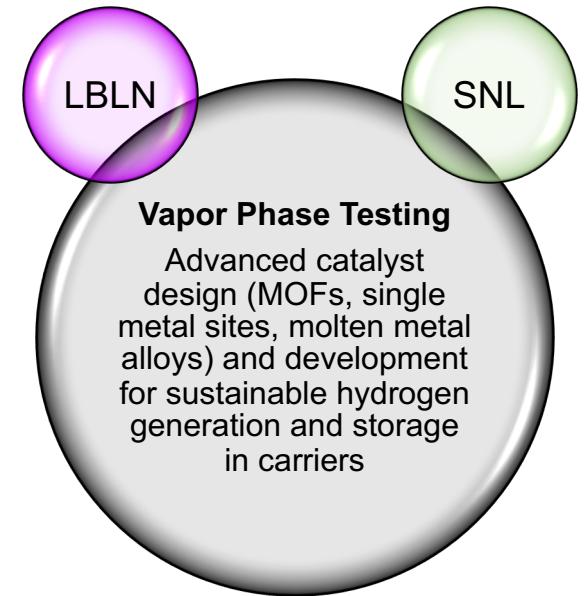 LBLN
SNL
Vapor Phase Testing
Advanced catalyst
design (MOFs, single
metal sites, molten metal
alloys) and development
for sustainable hydrogen
generation and storage
in carriers